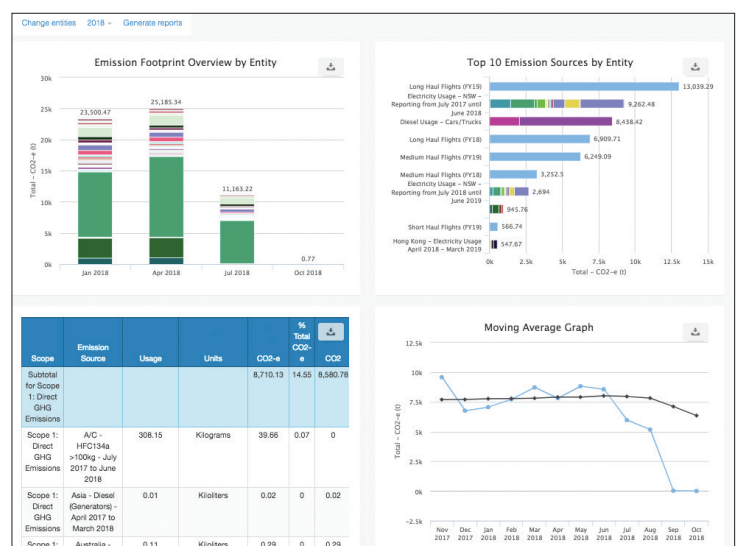 Change entities 2018 Generate reports
Emission Footprint Overview by Entity
30k
25k
20k
15k
10k
5k
0k
Total - CO2-e (t)
23,500.47
25,185.34
11,163.22
0.77
Jan 2018 Apr 2018 Jul 2018 Oct 2018
Top 10 Emission Sources by Entity
Long Haul Flights (FY19) 13,039.29
Electricity Usage - NSW -
Reporting from July 2017 until 9,262.48
June 2018
Diesel Usage - Cars/Trucks 8,438.42
Long Haul Flights (FY18) 6,909.71
Medium Haul Flights (FY19) 6,249.09
Medium Haul Flights (FY18) 3,252.5
Electricity Usage - NSW -
Reporting from July 2018 until 2,694
June 2019
945.76
Short Haul Flights (FY19) 566.74
Hong Kong - Electricity Usage 547.67
April 2018 - March 2019
0k 2.5k 5k 7.5k 10k 12.5k 15k
Total - CO2-e (t)
%
Total
Emission CO2-
Scope Source Usage Units CO2-e e CO2
Subtotal 8,710.13 14.55 8,580.78
for Scope
1: Direct
GHG
Emissions
Scope 1: A/C - 308.15 Kilograms 39.66 0.07 0
Direct HFC134a
GHG >100kg - July
Emissions 2017 to June
2018
Scope 1: Asia - Diesel 0.01 Kiloliters 0.02 0 0.02
Direct (Generators) -
GHG April 2017 to
Emissions March 2018
Scope 1: Australia - 0.11 Kiloliters 0.29 0 0.29
Moving Average Graph
12.5k
10k
7.5k
5k
2.5k
0k
-2.5k
Total - CO2-e (t)
Nov Dec Jan Feb Mar Apr May Jun Jul Aug Sep Oct
2017 2017 2018 2018 2018 2018 2018 2018 2018 2018 2018 2018